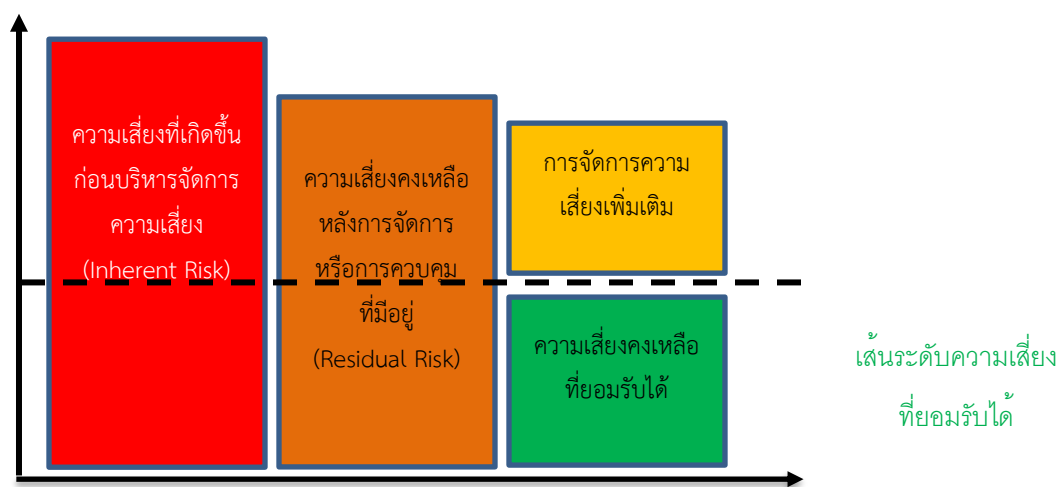 ความเสี่ยงที่เกิดขึ้น
ก่อนบริหารจัดการ
ความเสี่ยง
(Inherent Risk)
ความเสี่ยงคงเหลือ
หลังการจัดการ
หรือการควบคุม
ที่มีอยู่
(Residual Risk)
การจัดการความ
เสี่ยงเพิ่มเติม
ความเสี่ยงคงเหลือ
ที่ยอมรับได้
เส้นระดับความเสี่ยง
ที่ยอมรับได้